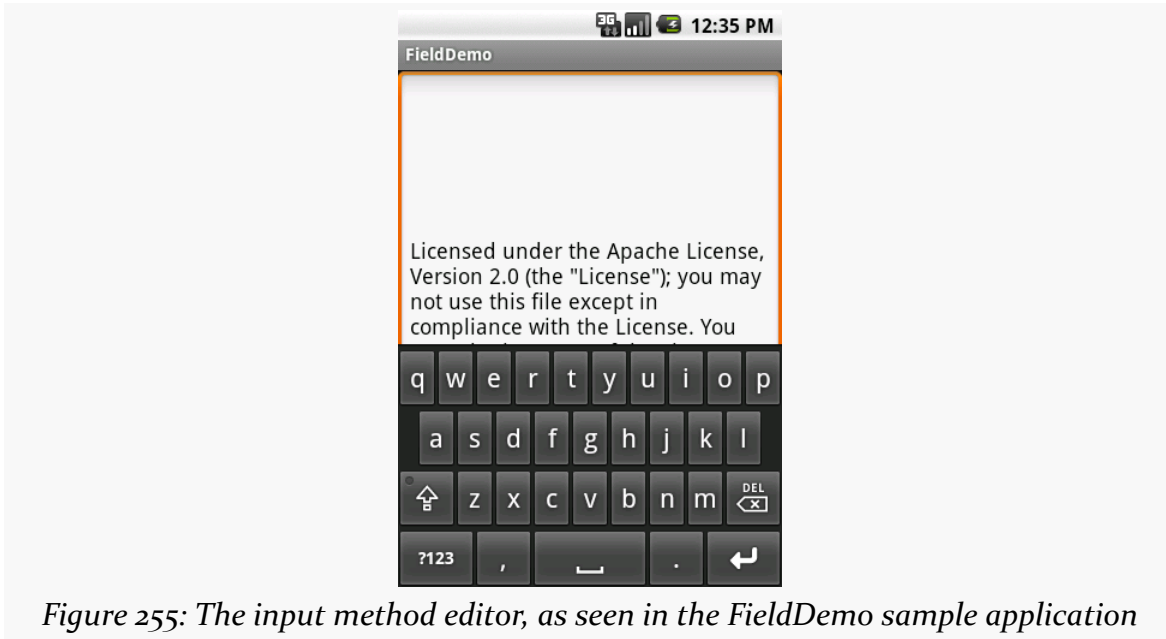 3G 12:35 PM
FieldDemo
Licensed under the Apache License,
Version 2.0 (the "License"); you may
not use this file except in
compliance with the License. You
q w e r t y u i o p
a s d f g h j k l
z x c v b n m DEL
?123 , .
Figure 255: The input method editor, as seen in the FieldDemo sample application